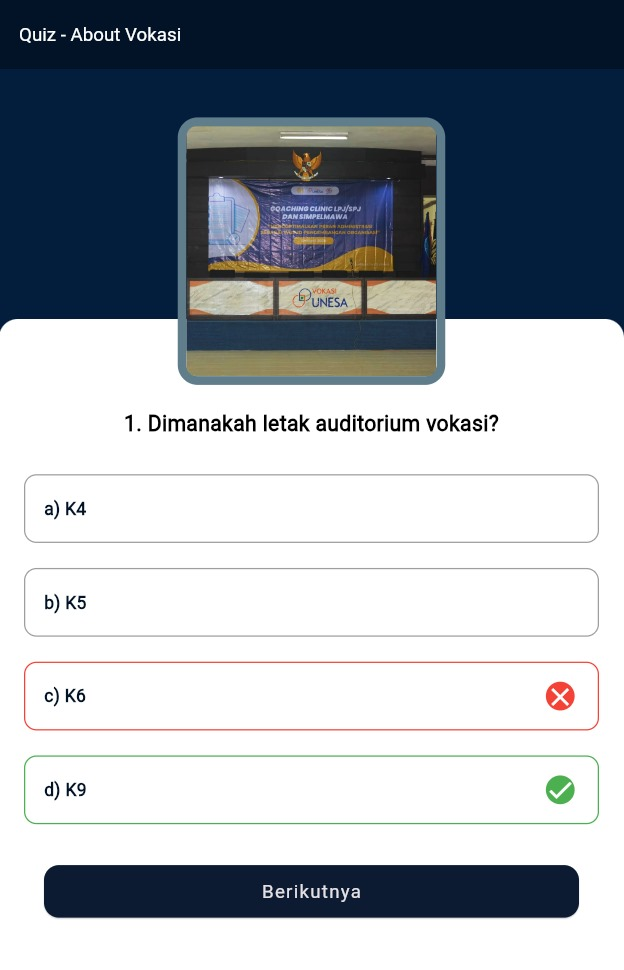 Quiz - About Vokasi
COACHING CLINIC LPJ/SPJ
DAN SIMPELMAWA
VOKASI
UNESA
1. Dimanakah letak auditorium vokasi?
a) K4
b) K5
c) K6
d) K9
Berikutnya